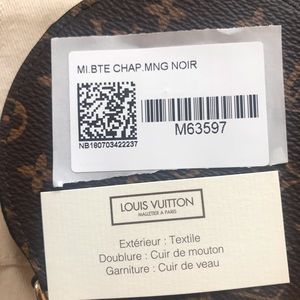 MI.BTE CHAP.MNG NOIR
NB180703422237
M63597
LOUIS VUITTON
MALLETIER A PARIS
Extérieur : Textile
Doublure : Cuir de mouton
Garniture : Cuir de veau